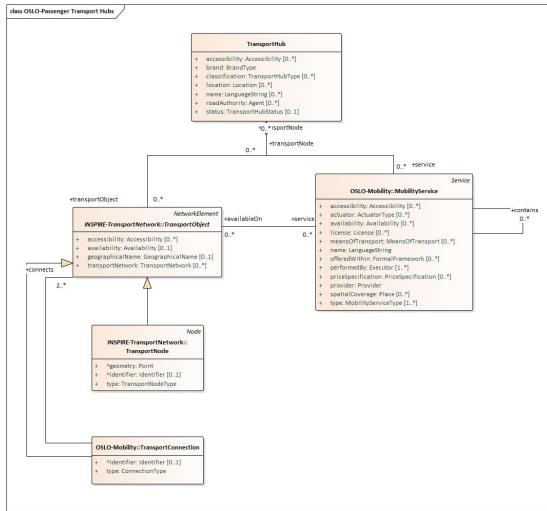 class OSLO-Passenger Transport Hubs
TransportHub
+ accessibility: Accessibility [0..*]
+ brand: BrandType
+ classification: TransportHubType [0..*]
+ location: Location [0..*]
+ name: LanguageString [0..*]
+ roadAuthority: Agent [0..*]
+ status: TransportHubStatus [0..1]
+transportNode
0..*
0..* +service
+transportObject 0..*
NetworkElement
INSPIRE-TransportNetwork::TransportObject
+ accessibility: Accessibility [0..*]
+ availability: Availability [0..1]
+ geographicalName: GeographicalName [0..1]
+ transportNetwork: TransportNetwork [0..*]
+availableOn
0..*
+service
0..*
Service
OSLO-Mobility::MobilityService
+ accessibility: Accessibility [0..*]
+ actuator: ActuatorType [0..*]
+ availability: Availability [0..*]
+ license: License [0..*]
+ meansOfTransport: MeansOfTransport [0..*]
+ name: LanguageString
+ offeredWithin: FormalFramework [0..*]
+ performedBy: Executor [1..*]
+ priceSpecification: PriceSpecification [0..*]
+ provider: Provider
+ spatialCoverage: Place [0..*]
+ type: MobilityServiceType [1..*]
+contains
0..*
+connects
2..*
Node
INSPIRE-TransportNetwork::
TransportNode
+ *geometry: Point
+ *identifier: Identifier [0..1]
+ type: TransportNodeType
OSLO-Mobility::TransportConnection
+ *identifier: Identifier [0..1]
+ type: ConnectionType